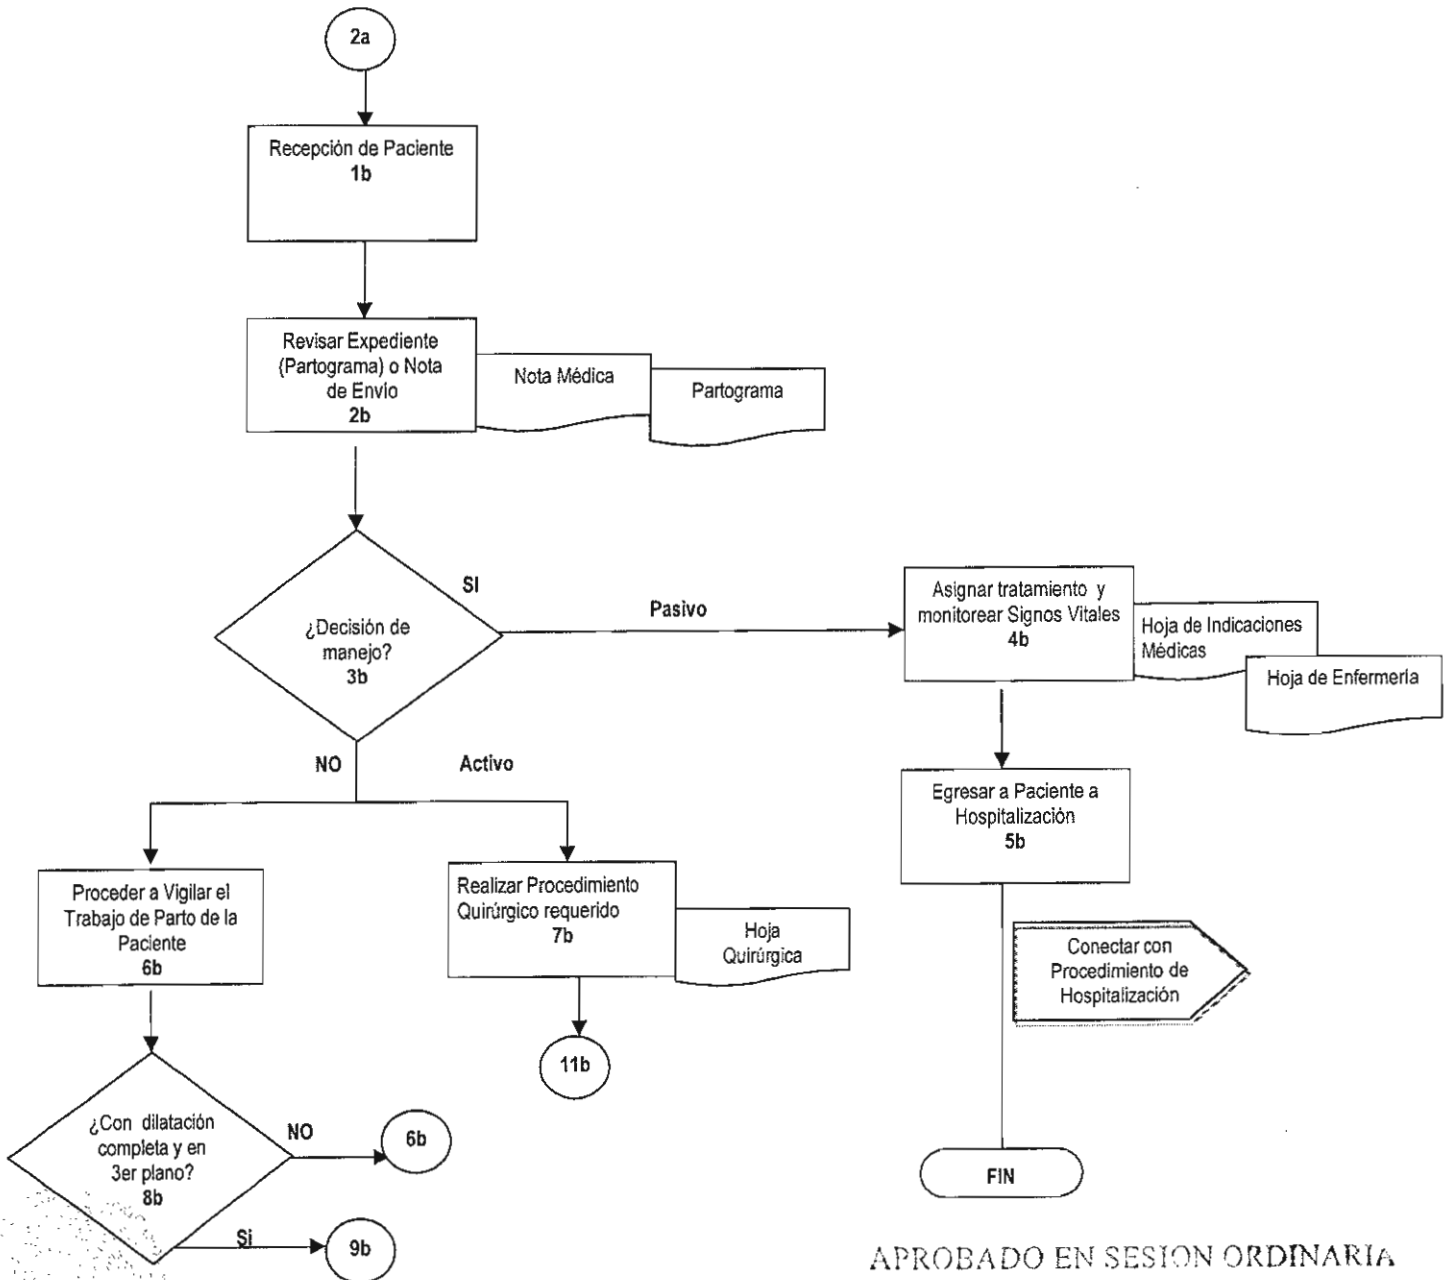 2a
Recepción de Paciente
1b
Revisar Expediente
(Partograma) o Nota
de Envio
2b
Nota Médica
Partograma
¿Decisión de
manejo?
3b
SI
Pasivo
Asignar tratamiento y
monitorear Signos Vitales
4b
Hoja de Indicaciones
Médicas
Hoja de Enfermería
NO
Activo
Egresar a Paciente a
Hospitalización
5b
Proceder a Vigilar el
Trabajo de Parto de la
Paciente
6b
Realizar Procedimiento
Quirúrgico requerido
7b
Hoja
Quirúrgica
Conectar con
Procedimiento de
Hospitalización
11b
¿Con dilatación
completa y en
3er plano?
8b
NO
6b
Si
9b
FIN
APROBADO EN SESION ORDINARIA